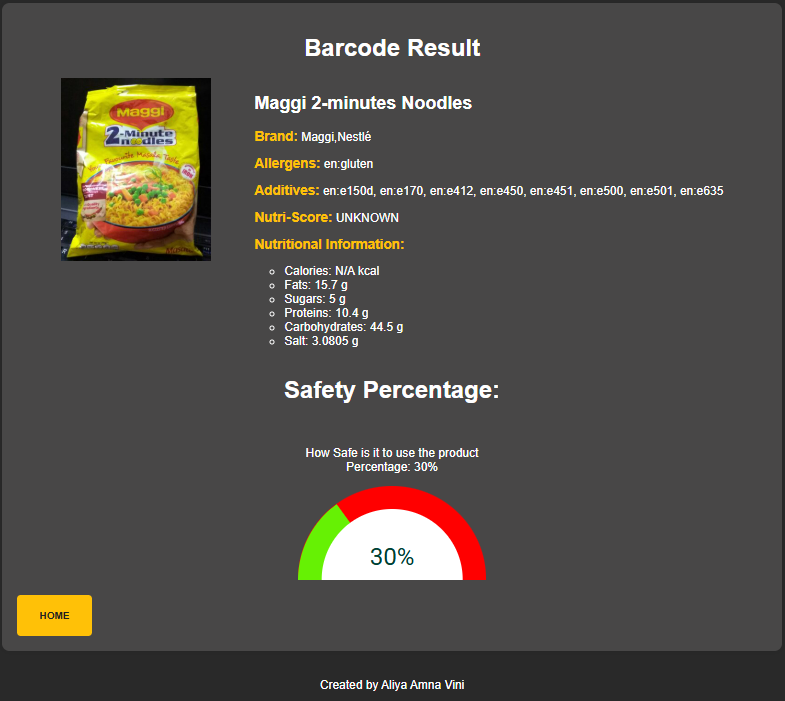 Barcode Result
Maggi
2-Minute
noodles
Favourite Masala Taste
Maggi 2-minutes Noodles
Brand: Maggi,Nestlé
Allergens: en:gluten
Additives: en:e150d, en:e170, en:e412, en:e450, en:e451, en:e500, en:e501, en:e635
Nutri-Score: UNKNOWN
Nutritional Information:
Calories: N/A kcal
Fats: 15.7 g
Sugars: 5 g
Proteins: 10.4 g
Carbohydrates: 44.5 g
Salt: 3.0805 g
Safety Percentage:
How Safe is it to use the product
Percentage: 30%
30%
HOME
Created by Aliya Amna Vini